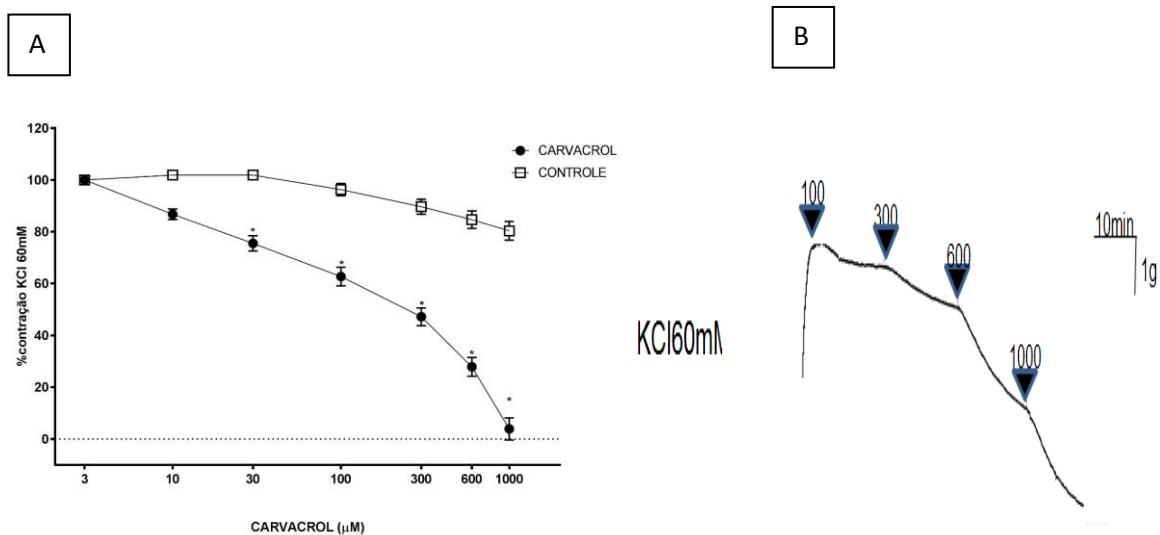 A
B
%contração KCl 60mM
120
100
80
60
40
20
0
CARVACROL
CONTROLE
*
*
*
*
*
3
10
30
100
300
600
1000
CARVACROL (μM)
100
300
600
1000
10min
1g
KCl60mM